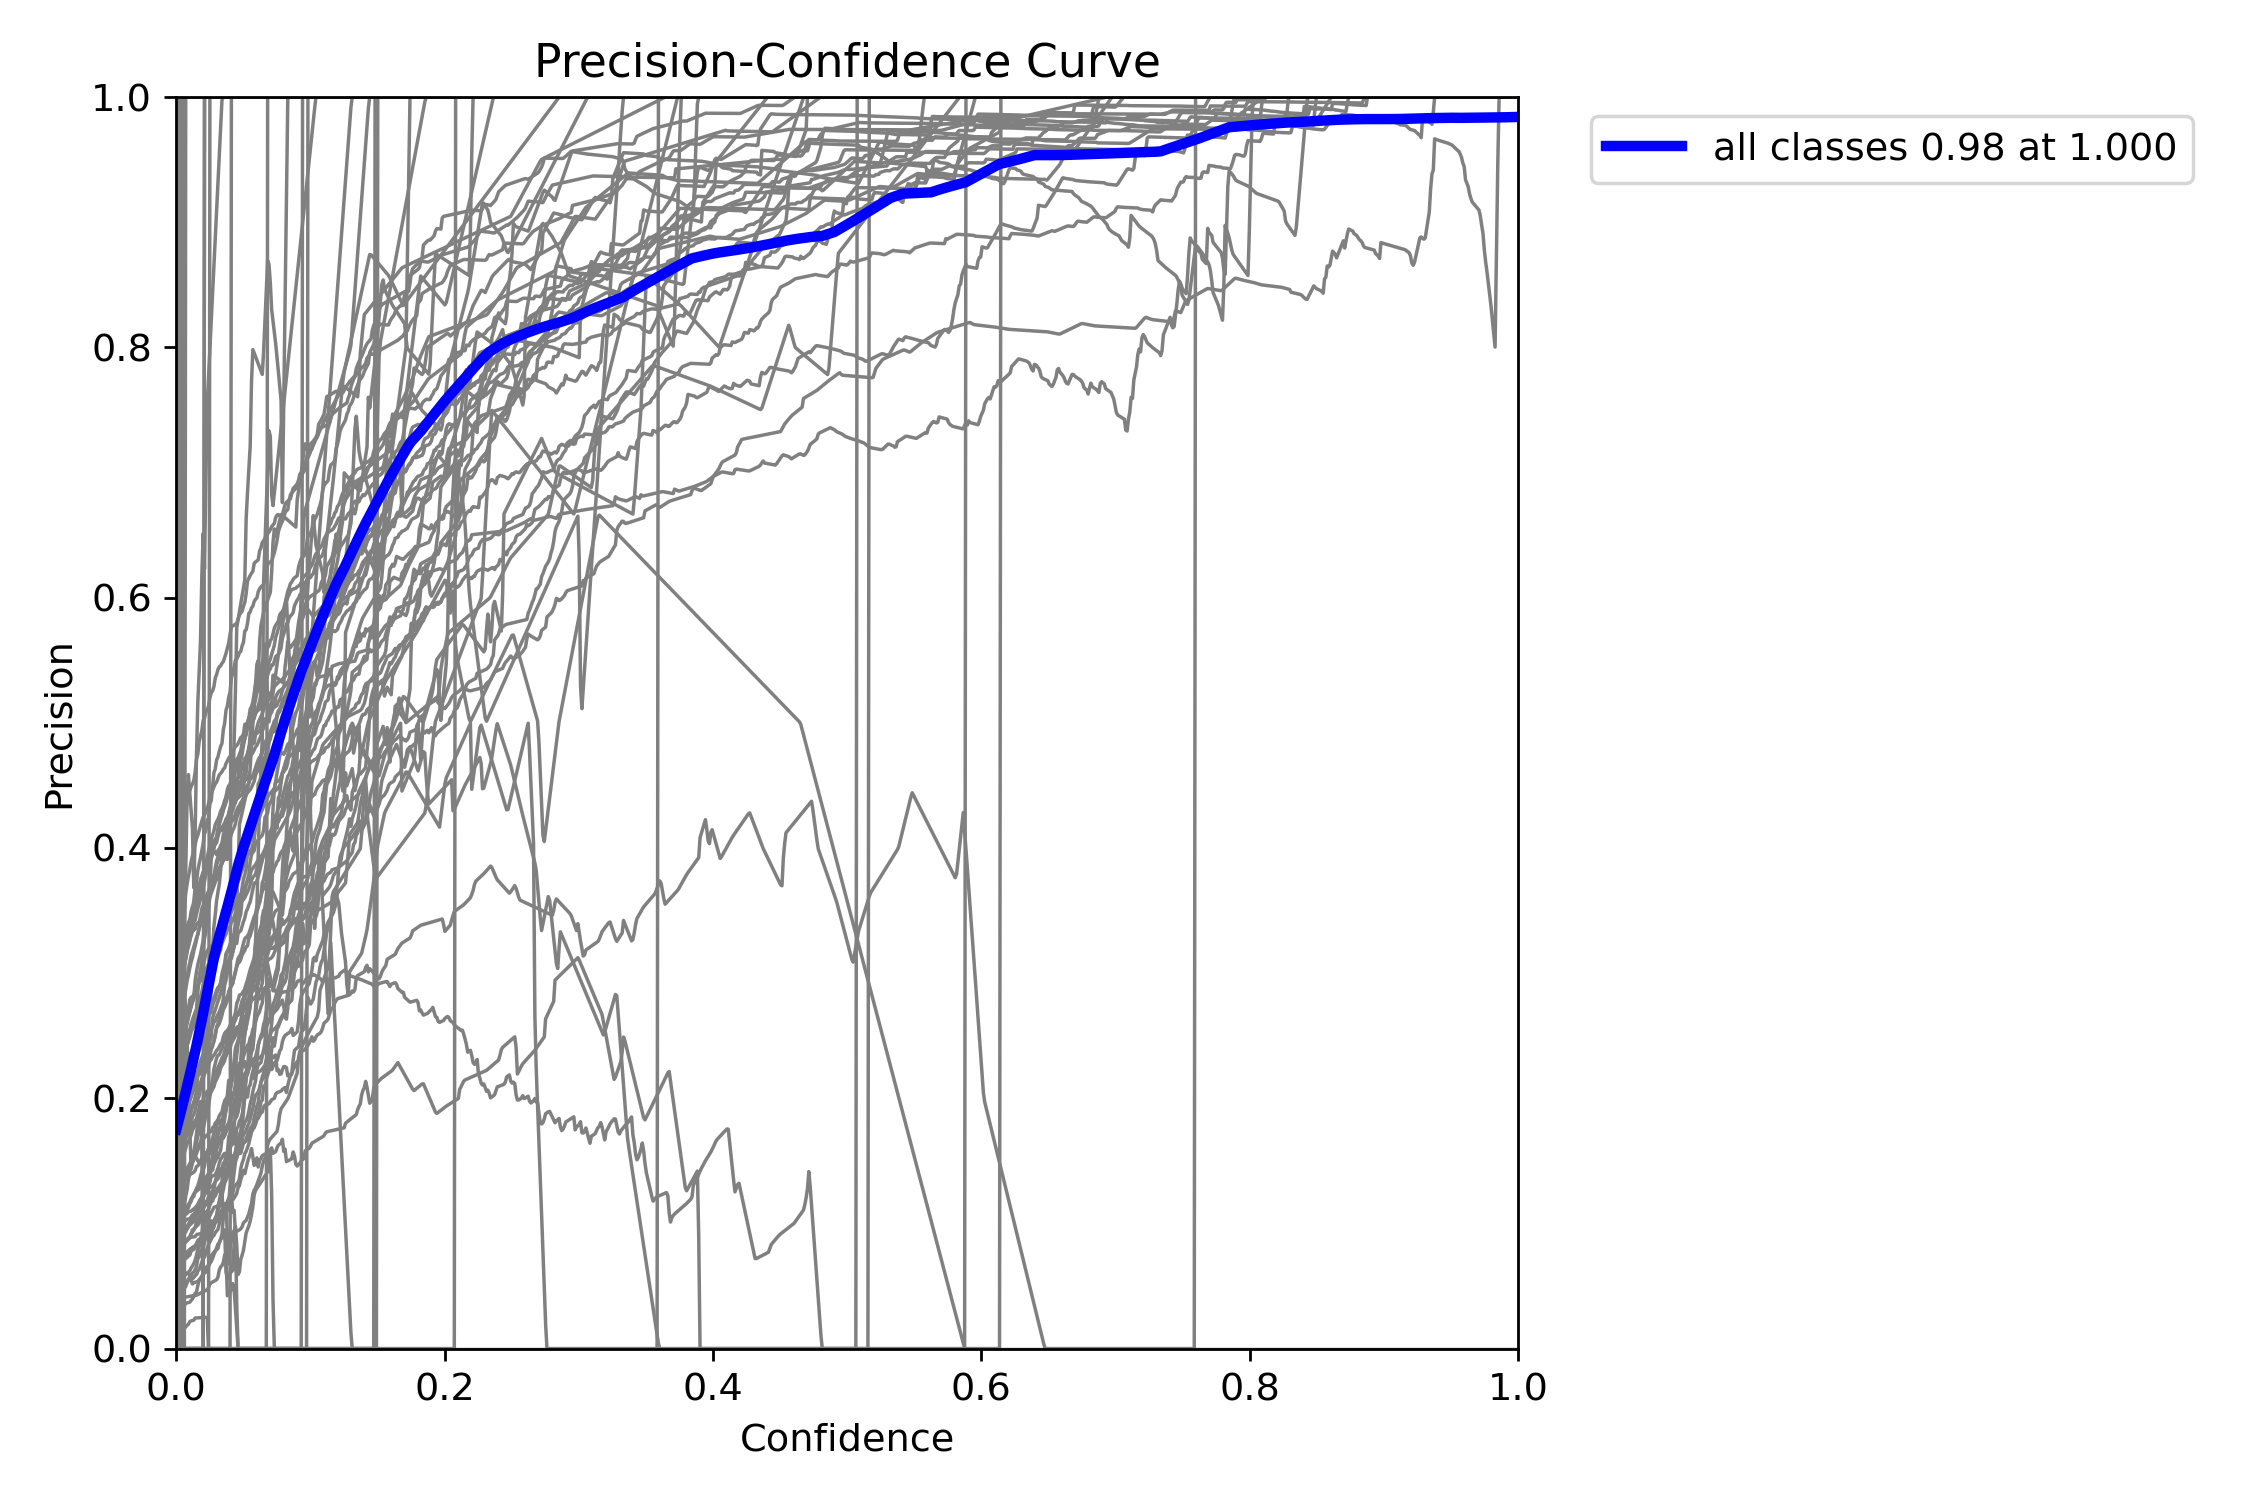 Precision-Confidence Curve
1.0
0.8
0.6
0.4
0.2
0.0
Precision
0.0 0.2 0.4 0.6 0.8 1.0
Confidence
all classes 0.98 at 1.000